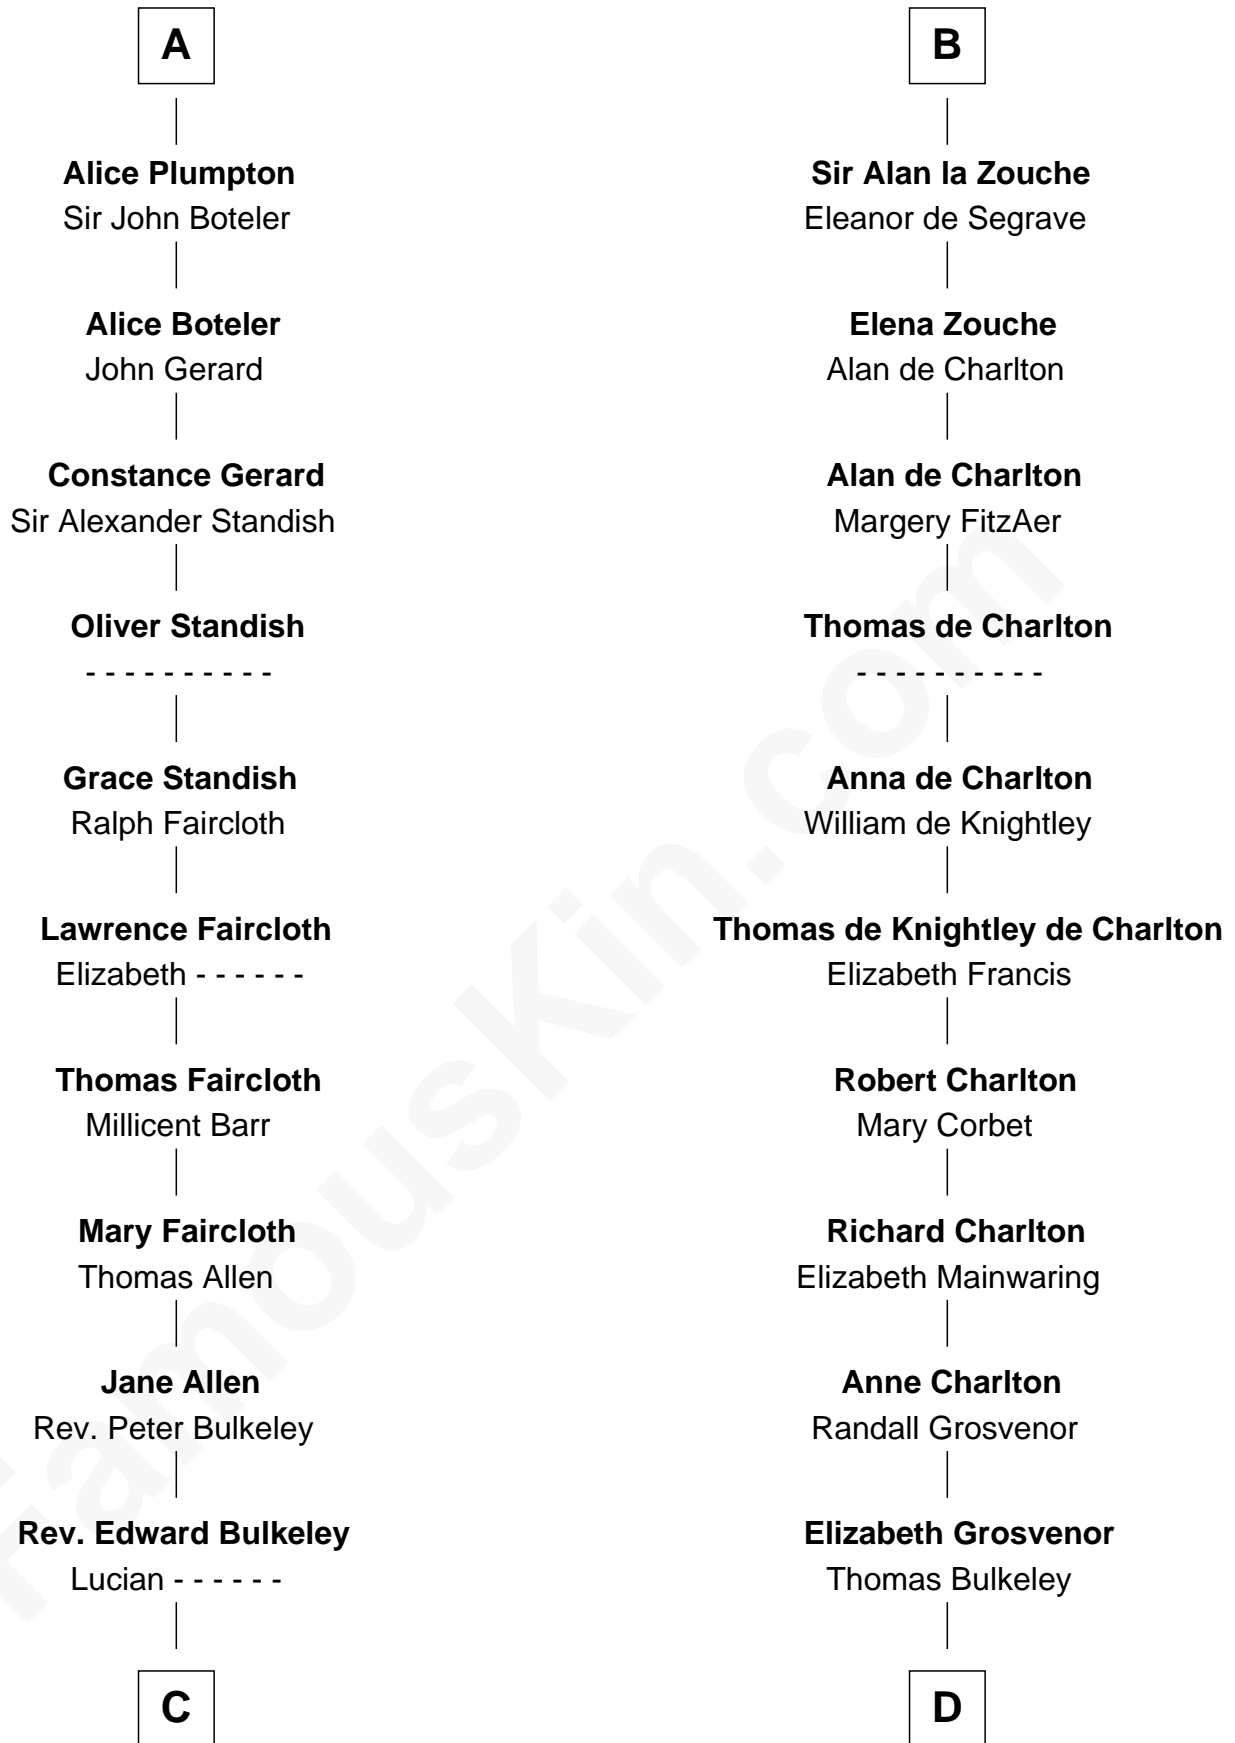 A
Alice Plumpton
Sir John Boteler
Alice Boteler
John Gerard
Constance Gerard
Sir Alexander Standish
Oliver Standish
- - - - - - - - - -
Grace Standish
Ralph Faircloth
Lawrence Faircloth
Elizabeth - - - - - -
Thomas Faircloth
Millicent Barr
Mary Faircloth
Thomas Allen
Jane Allen
Rev. Peter Bulkeley
Rev. Edward Bulkeley
Lucian - - - - - -
C
B
Sir Alan la Zouche
Eleanor de Segrave
Elena Zouche
Alan de Charlton
Alan de Charlton
Margery FitzAer
Thomas de Charlton
- - - - - - - - - -
Anna de Charlton
William de Knightley
Thomas de Knightley de Charlton
Elizabeth Francis
Robert Charlton
Mary Corbet
Richard Charlton
Elizabeth Mainwaring
Anne Charlton
Randall Grosvenor
Elizabeth Grosvenor
Thomas Bulkeley
D
FamousKin.com